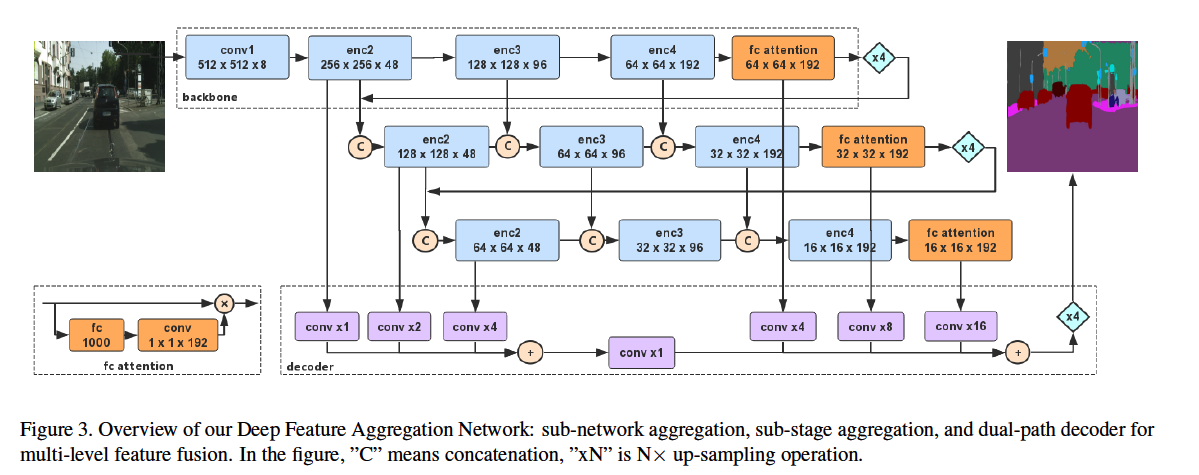 conv1
512 x 512 x 8
enc2
256 x 256 x 48
enc3
128 x 128 x 96
enc4
64 x 64 x 192
fc attention
64 x 64 x 192
x4
backbone
C
enc2
128 x 128 x 48
C
enc3
64 x 64 x 96
C
enc4
32 x 32 x 192
fc attention
32 x 32 x 192
x4
C
enc2
64 x 64 x 48
C
enc3
32 x 32 x 96
C
enc4
16 x 16 x 192
fc attention
16 x 16 x 192
x
fc
1000
conv
1 x 1 x 192
fc attention
conv x1
conv x2
conv x4
conv x4
conv x8
conv x16
x4
+
conv x1
+
decoder
Figure 3. Overview of our Deep Feature Aggregation Network: sub-network aggregation, sub-stage aggregation, and dual-path decoder for
multi-level feature fusion. In the figure, ”C” means concatenation, ”xN” is N× up-sampling operation.